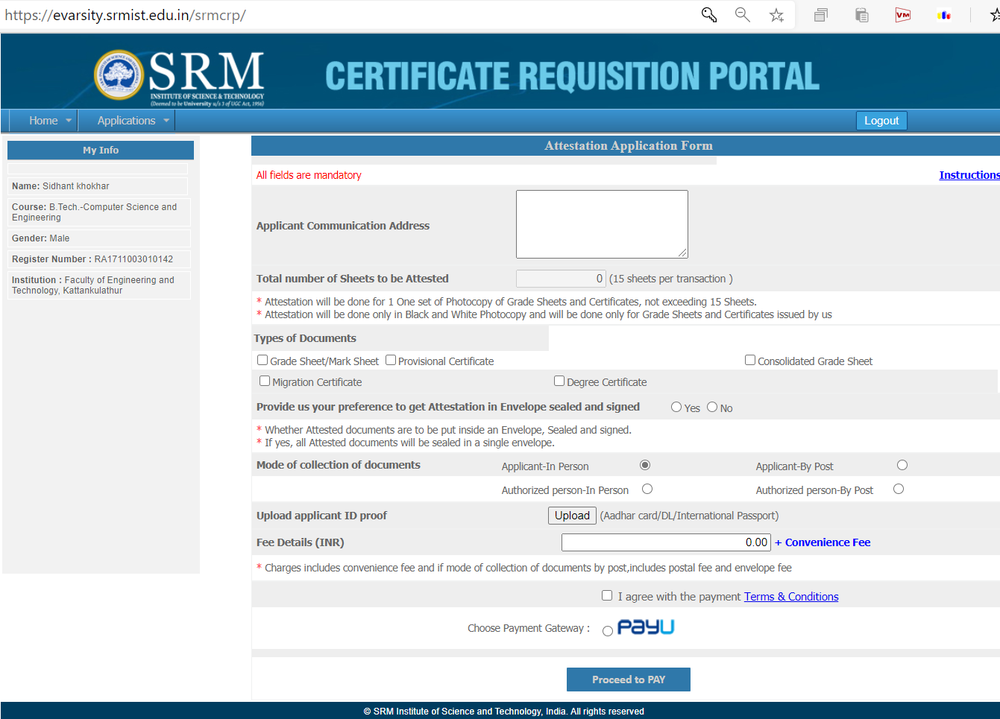 https://evarsity.srmist.edu.in/srmcrp/
VM
SRM
INSTITUTE OF SCIENCE & TECHNOLOGY
(Deemed to be University u/s 3 of UGC Act, 1956)
CERTIFICATE REQUISITION PORTAL
Home
Applications
Logout
My Info
Name: Sidhant khokhar
Course: B.Tech.-Computer Science and
Engineering
Gender: Male
Register Number : RA1711003010142
Institution : Faculty of Engineering and
Technology, Kattankulathur
Attestation Application Form
All fields are mandatory
Instructions
Applicant Communication Address
Total number of Sheets to be Attested 0 (15 sheets per transaction )
* Attestation will be done for 1 One set of Photocopy of Grade Sheets and Certificates, not exceeding 15 Sheets.
* Attestation will be done only in Black and White Photocopy and will be done only for Grade Sheets and Certificates issued by us
Types of Documents
Grade Sheet/Mark Sheet Provisional Certificate Consolidated Grade Sheet
Migration Certificate Degree Certificate
Provide us your preference to get Attestation in Envelope sealed and signed Yes No
* Whether Attested documents are to be put inside an Envelope, Sealed and signed.
* If yes, all Attested documents will be sealed in a single envelope.
Mode of collection of documents Applicant-In Person Applicant-By Post
Authorized person-In Person Authorized person-By Post
Upload applicant ID proof Upload (Aadhar card/DL/International Passport)
Fee Details (INR) 0.00 + Convenience Fee
* Charges includes convenience fee and if mode of collection of documents by post,includes postal fee and envelope fee
I agree with the payment Terms & Conditions
Choose Payment Gateway : PayU
Proceed to PAY
© SRM Institute of Science and Technology, India. All rights reserved